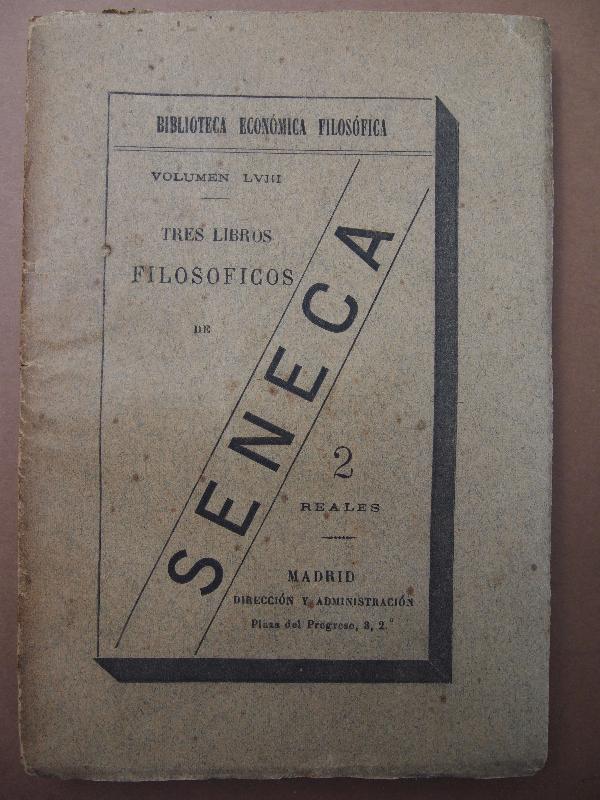 BIBLIOTECA ECONÓMICA FILOSÓFICA
VOLUMEN LVIII
TRES LIBROS
FILOSOFICOS
DE
SENECA
2
REALES
MADRID
DIRECCIÓN Y ADMINISTRACIÓN
Plaza del Progreso, 3, 2.º